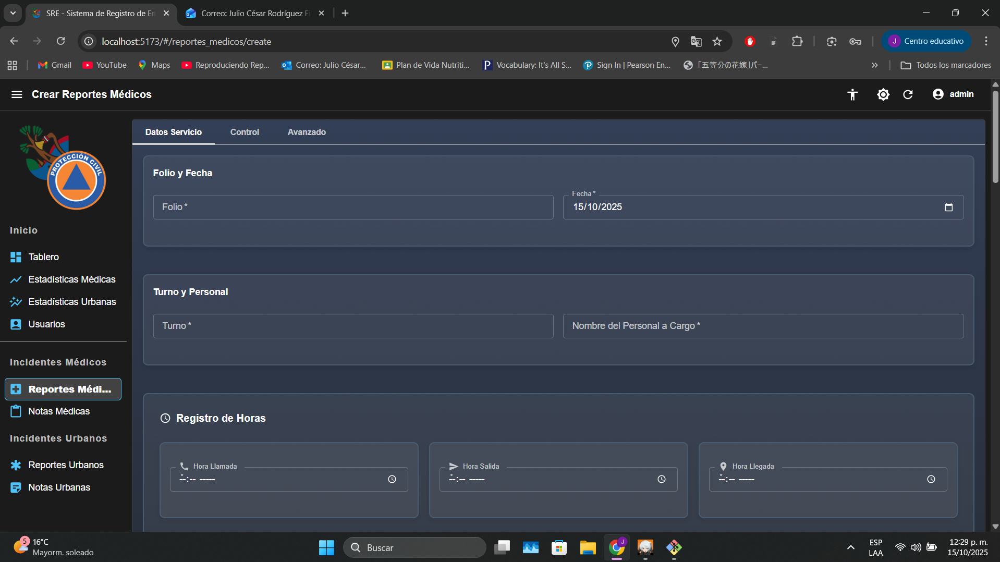 SRE - Sistema de Registro de En
Correo: Julio César Rodríguez Fi
localhost:5173/#/reportes_medicos/create
J Centro educativo
Gmail
YouTube
Maps
Reproduciendo Rep...
Correo: Julio César...
Plan de Vida Nutriti...
Vocabulary: It's All S...
Sign In | Pearson En...
「五等分の花嫁」パー...
Todos los marcadores
Crear Reportes Médicos
admin
PROTECCIÓN CIVIL
Inicio
Tablero
Estadísticas Médicas
Estadísticas Urbanas
Usuarios
Incidentes Médicos
Reportes Médi...
Notas Médicas
Incidentes Urbanos
Reportes Urbanos
Notas Urbanas
Datos Servicio
Control
Avanzado
Folio y Fecha
Folio *
Fecha *
15/10/2025
Turno y Personal
Turno *
Nombre del Personal a Cargo *
Registro de Horas
Hora Llamada *
--:-- -----
Hora Salida *
--:-- -----
Hora Llegada *
--:-- -----
5
16°C
Mayorm. soleado
Buscar
J
ESP
LAA
12:29 p. m.
15/10/2025